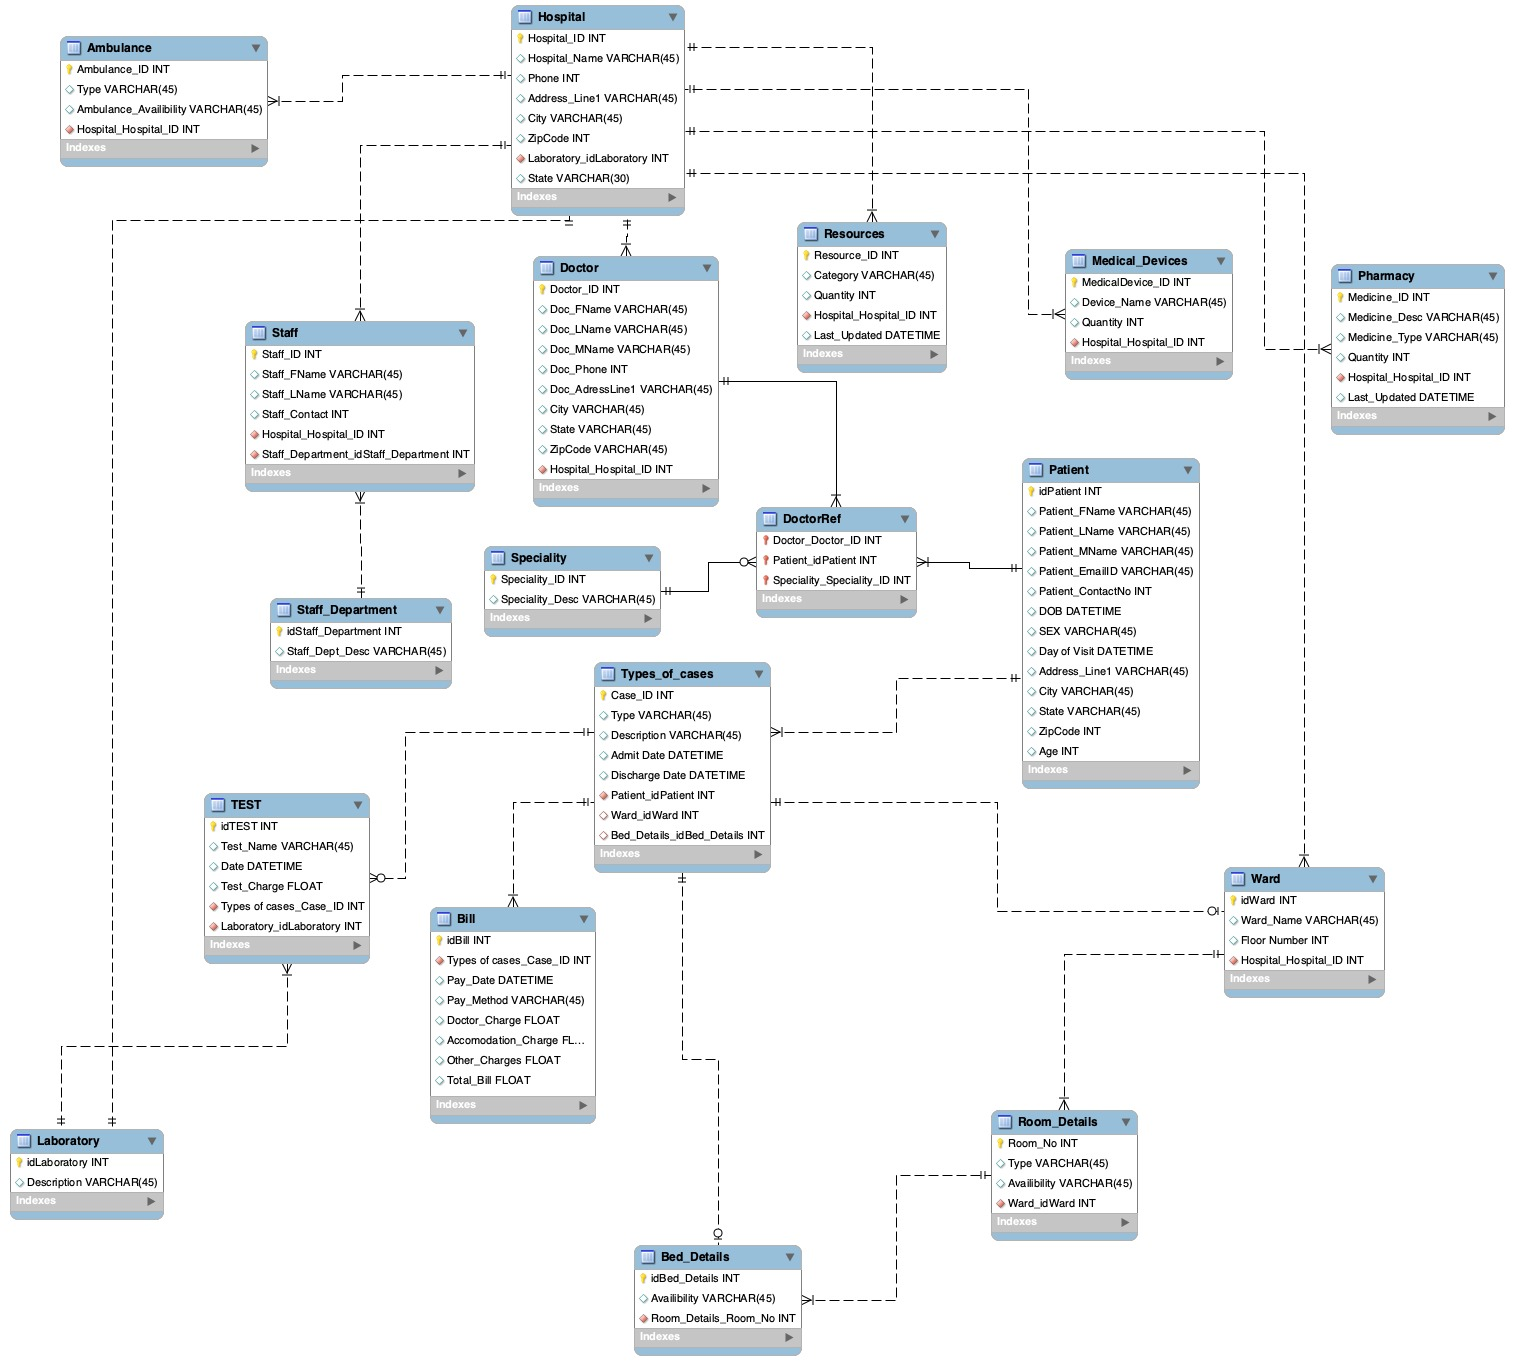 Hospital
Hospital_ID INT
Hospital_Name VARCHAR(45)
Phone INT
Address_Line1 VARCHAR(45)
City VARCHAR(45)
ZipCode INT
Laboratory_idLaboratory INT
State VARCHAR(30)
Indexes
Ambulance
Ambulance_ID INT
Type VARCHAR(45)
Ambulance_Availibility VARCHAR(45)
Hospital_Hospital_ID INT
Indexes
Resources
Resource_ID INT
Category VARCHAR(45)
Quantity INT
Hospital_Hospital_ID INT
Last_Updated DATETIME
Indexes
Medical_Devices
MedicalDevice_ID INT
Device_Name VARCHAR(45)
Quantity INT
Hospital_Hospital_ID INT
Indexes
Pharmacy
Medicine_ID INT
Medicine_Desc VARCHAR(45)
Medicine_Type VARCHAR(45)
Quantity INT
Hospital_Hospital_ID INT
Last_Updated DATETIME
Indexes
Doctor
Doctor_ID INT
Doc_FName VARCHAR(45)
Doc_LName VARCHAR(45)
Doc_MName VARCHAR(45)
Doc_Phone INT
Doc_AdressLine1 VARCHAR(45)
City VARCHAR(45)
State VARCHAR(45)
ZipCode VARCHAR(45)
Hospital_Hospital_ID INT
Indexes
Staff
Staff_ID INT
Staff_FName VARCHAR(45)
Staff_LName VARCHAR(45)
Staff_Contact INT
Hospital_Hospital_ID INT
Staff_Department_idStaff_Department INT
Indexes
Patient
idPatient INT
Patient_FName VARCHAR(45)
Patient_LName VARCHAR(45)
Patient_MName VARCHAR(45)
Patient_EmailID VARCHAR(45)
Patient_ContactNo INT
DOB DATETIME
SEX VARCHAR(45)
Day of Visit DATETIME
Address_Line1 VARCHAR(45)
City VARCHAR(45)
State VARCHAR(45)
ZipCode INT
Age INT
Indexes
DoctorRef
Doctor_Doctor_ID INT
Patient_idPatient INT
Speciality_Speciality_ID INT
Indexes
Speciality
Speciality_ID INT
Speciality_Desc VARCHAR(45)
Indexes
Staff_Department
idStaff_Department INT
Staff_Dept_Desc VARCHAR(45)
Indexes
Types_of_cases
Case_ID INT
Type VARCHAR(45)
Description VARCHAR(45)
Admit Date DATETIME
Discharge Date DATETIME
Patient_idPatient INT
Ward_idWard INT
Bed_Details_idBed_Details INT
Indexes
TEST
idTEST INT
Test_Name VARCHAR(45)
Date DATETIME
Test_Charge FLOAT
Types of cases_Case_ID INT
Laboratory_idLaboratory INT
Indexes
Bill
idBill INT
Types of cases_Case_ID INT
Pay_Date DATETIME
Pay_Method VARCHAR(45)
Doctor_Charge FLOAT
Accomodation_Charge FL...
Other_Charges FLOAT
Total_Bill FLOAT
Indexes
Ward
idWard INT
Ward_Name VARCHAR(45)
Floor Number INT
Hospital_Hospital_ID INT
Indexes
Laboratory
idLaboratory INT
Description VARCHAR(45)
Indexes
Room_Details
Room_No INT
Type VARCHAR(45)
Availibility VARCHAR(45)
Ward_idWard INT
Indexes
Bed_Details
idBed_Details INT
Availibility VARCHAR(45)
Room_Details_Room_No INT
Indexes